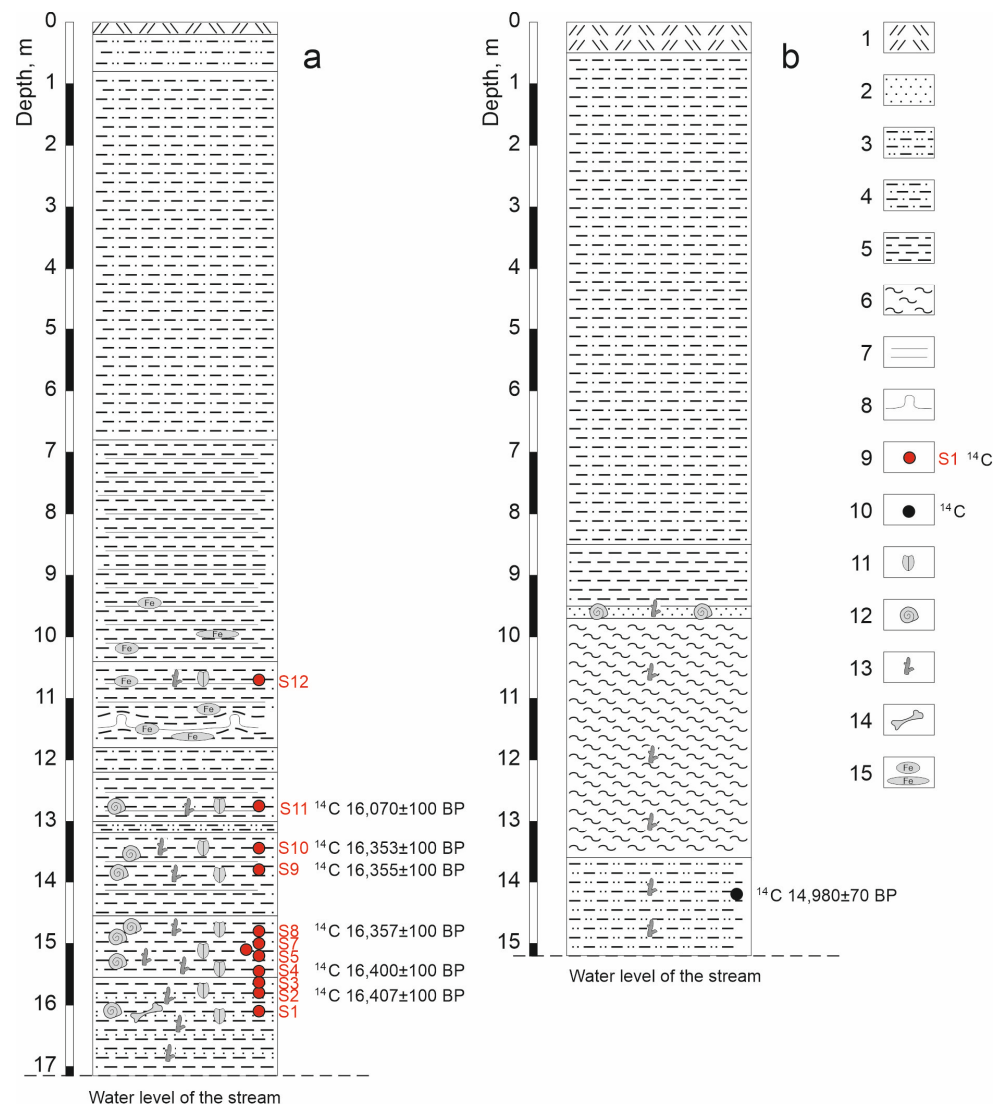 Depth, m
0
1
2
3
4
5
6
7
8
9
10
11
12
13
14
15
16
17
a
Fe
Fe
Fe
Fe
S12
Fe
Fe
Fe
S11 ¹⁴C 16,070±100 BP
S10 ¹⁴C 16,353±100 BP
S9 ¹⁴C 16,355±100 BP
S8 ¹⁴C 16,357±100 BP
S7
S5
S4 ¹⁴C 16,400±100 BP
S3
S2 ¹⁴C 16,407±100 BP
S1
Water level of the stream
Depth, m
0
1
2
3
4
5
6
7
8
9
10
11
12
13
14
15
b
¹⁴C 14,980±70 BP
Water level of the stream
1
2
3
4
5
6
7
8
9 S1 ¹⁴C
10 ¹⁴C
11
12
13
14
15 Fe
Fe